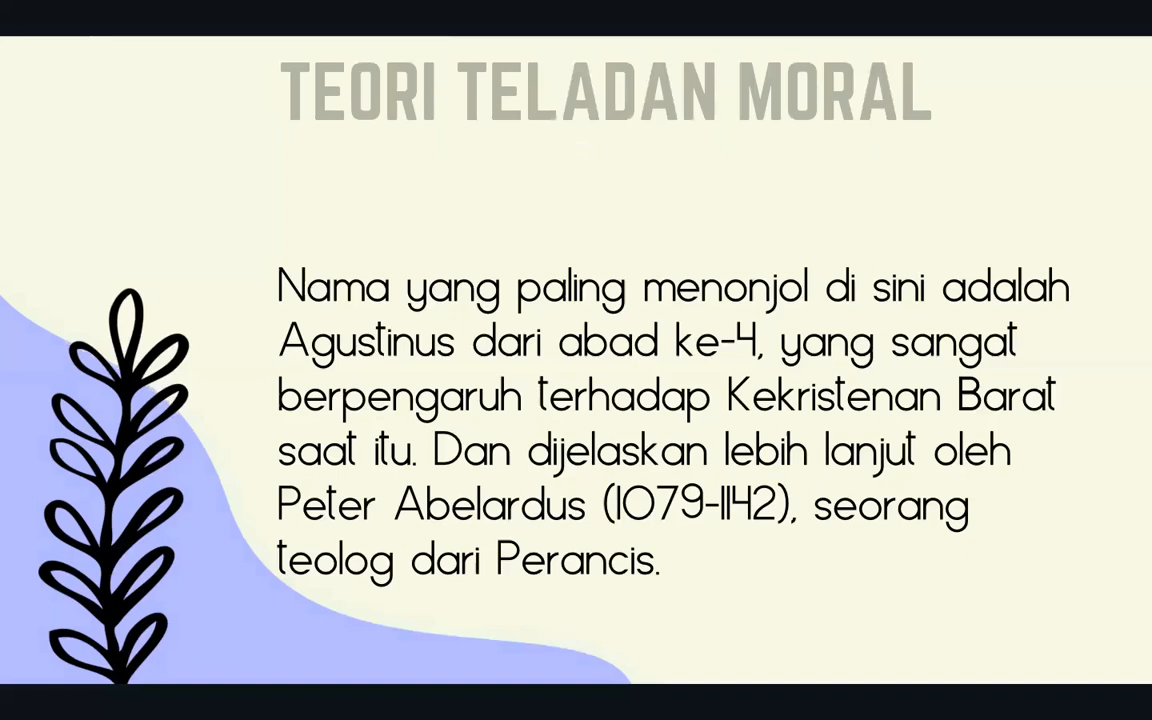 TEORI TELADAN MORAL
Nama yang paling menonjol di sini adalah
Agustinus dari abad ke-4, yang sangat
berpengaruh terhadap Kekristenan Barat
saat itu. Dan dijelaskan lebih lanjut oleh
Peter Abelardus (1079-1142), seorang
teolog dari Perancis.